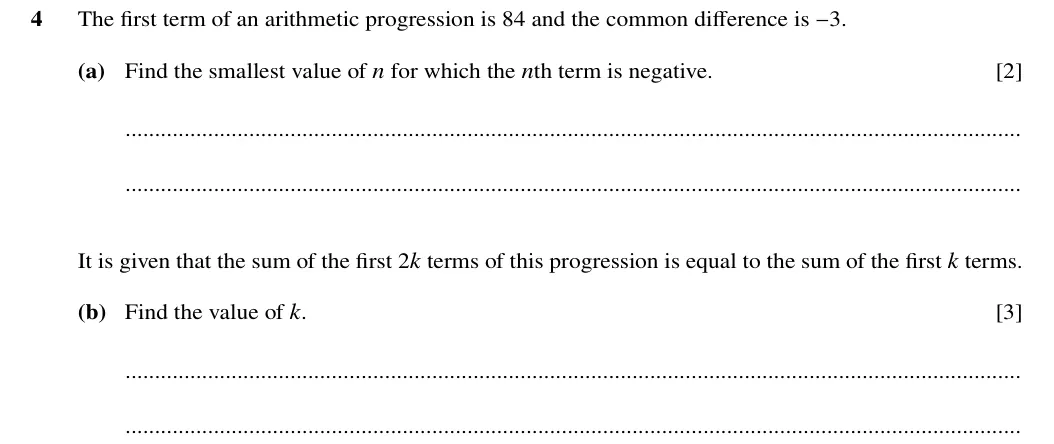 4 The first term of an arithmetic progression is 84 and the common difference is −3.
(a) Find the smallest value of n for which the nth term is negative. [2]
It is given that the sum of the first 2k terms of this progression is equal to the sum of the first k terms.
(b) Find the value of k. [3]